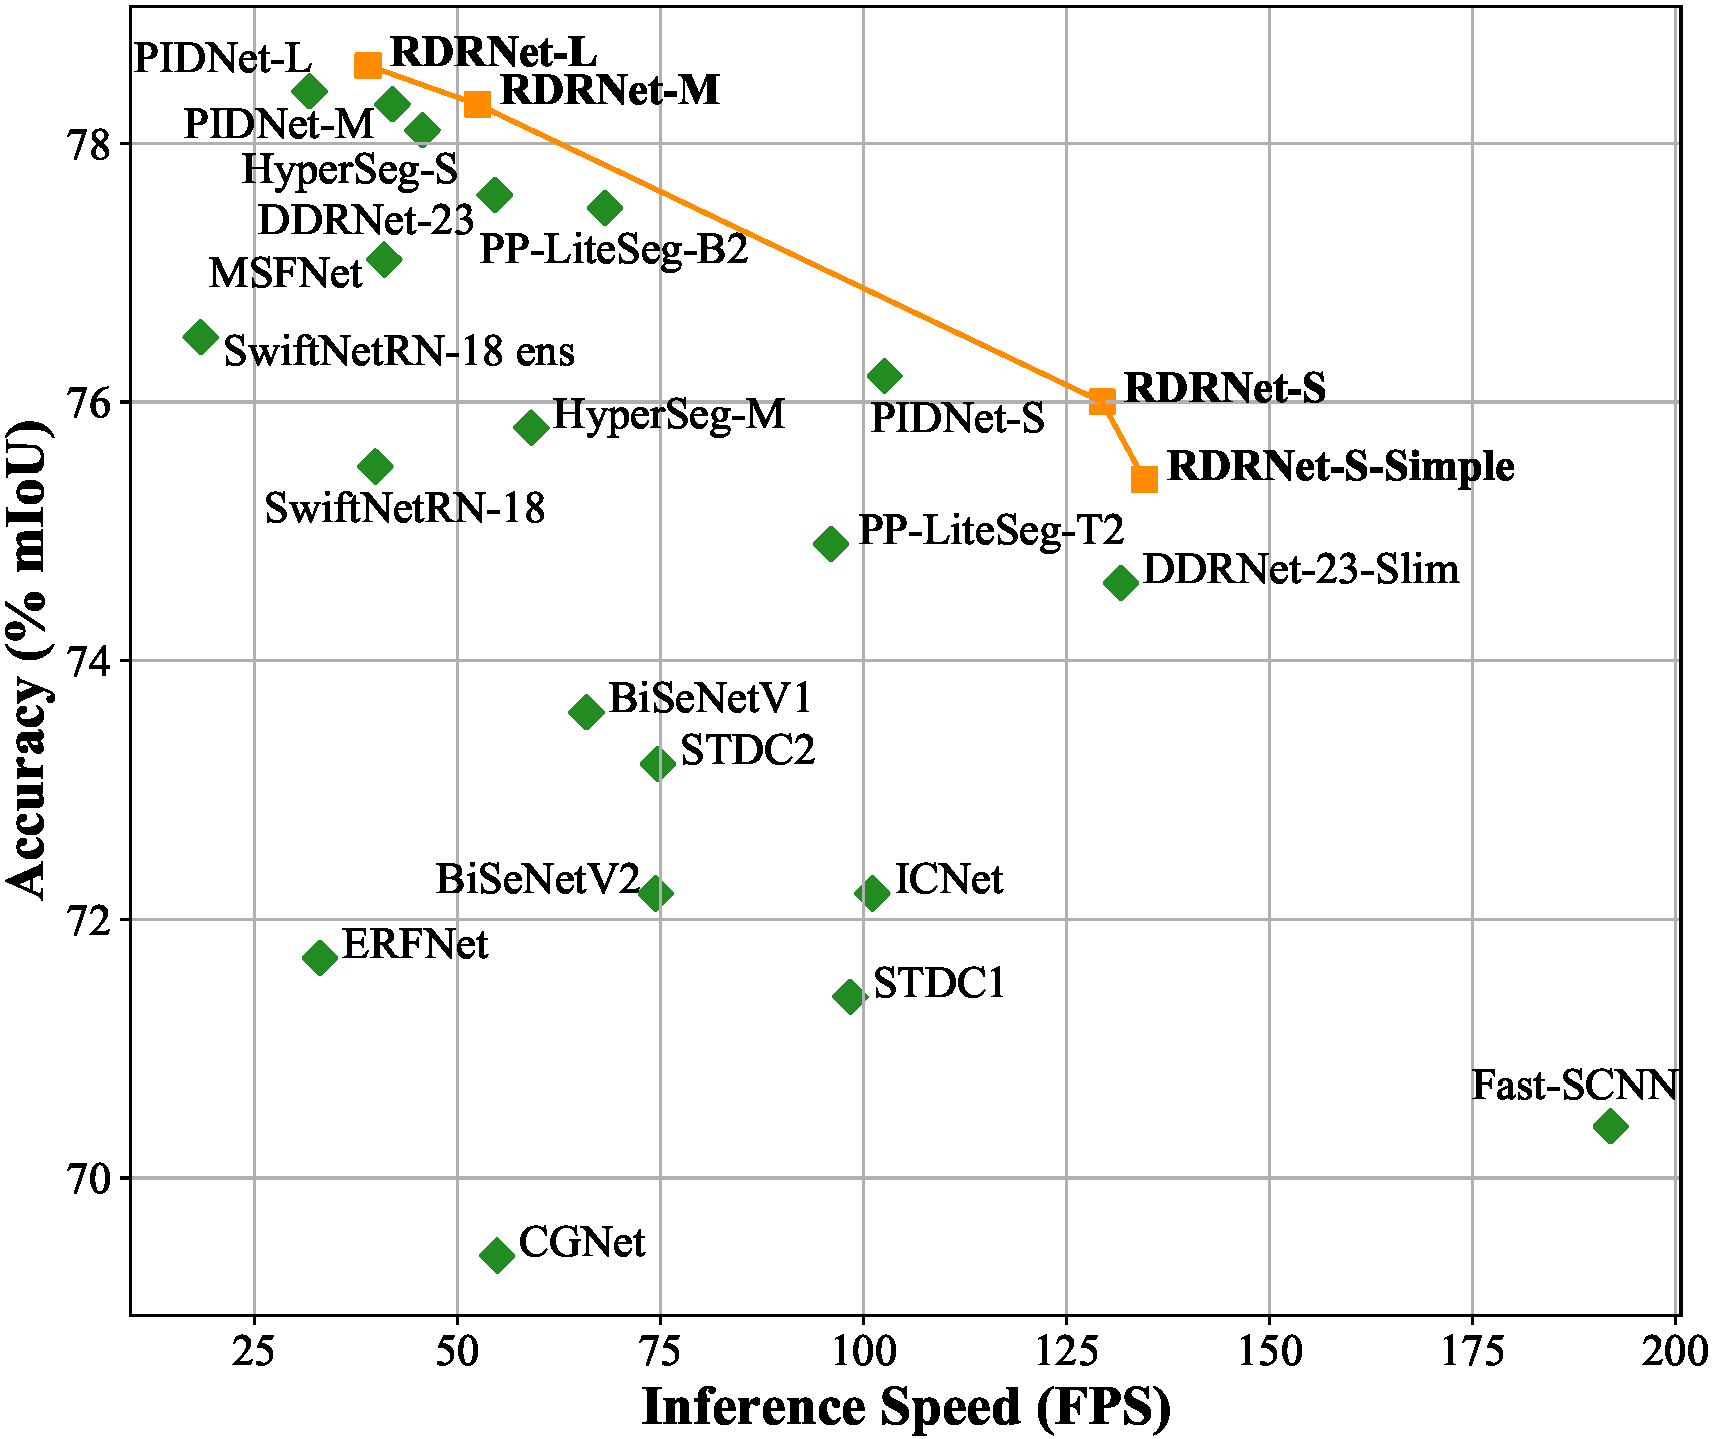 PIDNet-L
RDRNet-L
RDRNet-M
PIDNet-M
78
HyperSeg-S
DDRNet-23
PP-LiteSeg-B2
MSFNet
SwiftNetRN-18 ens
76
RDRNet-S
HyperSeg-M
PIDNet-S
RDRNet-S-Simple
SwiftNetRN-18
PP-LiteSeg-T2
DDRNet-23-Slim
74
BiSeNetV1
STDC2
BiSeNetV2
ICNet
72
ERFNet
STDC1
Fast-SCNN
70
CGNet
Accuracy (% mIoU)
25 50 75 100 125 150 175 200
Inference Speed (FPS)